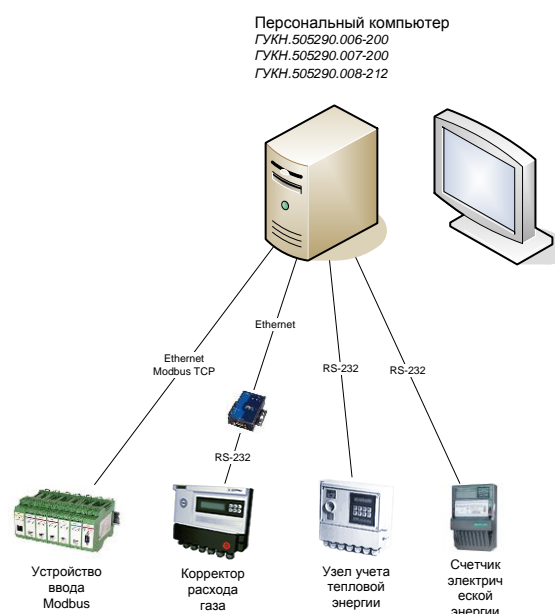 Персональный компьютер
ГУКН.505290.006-200
ГУКН.505290.007-200
ГУКН.505290.008-212
Ethernet
Ethernet
Modbus TCP
RS-232
RS-232
RS-232
Устройство
ввода
Modbus
Корректор
расхода
газа
Узел учета
тепловой
энергии
Счетчик
электрич
еской
энергии